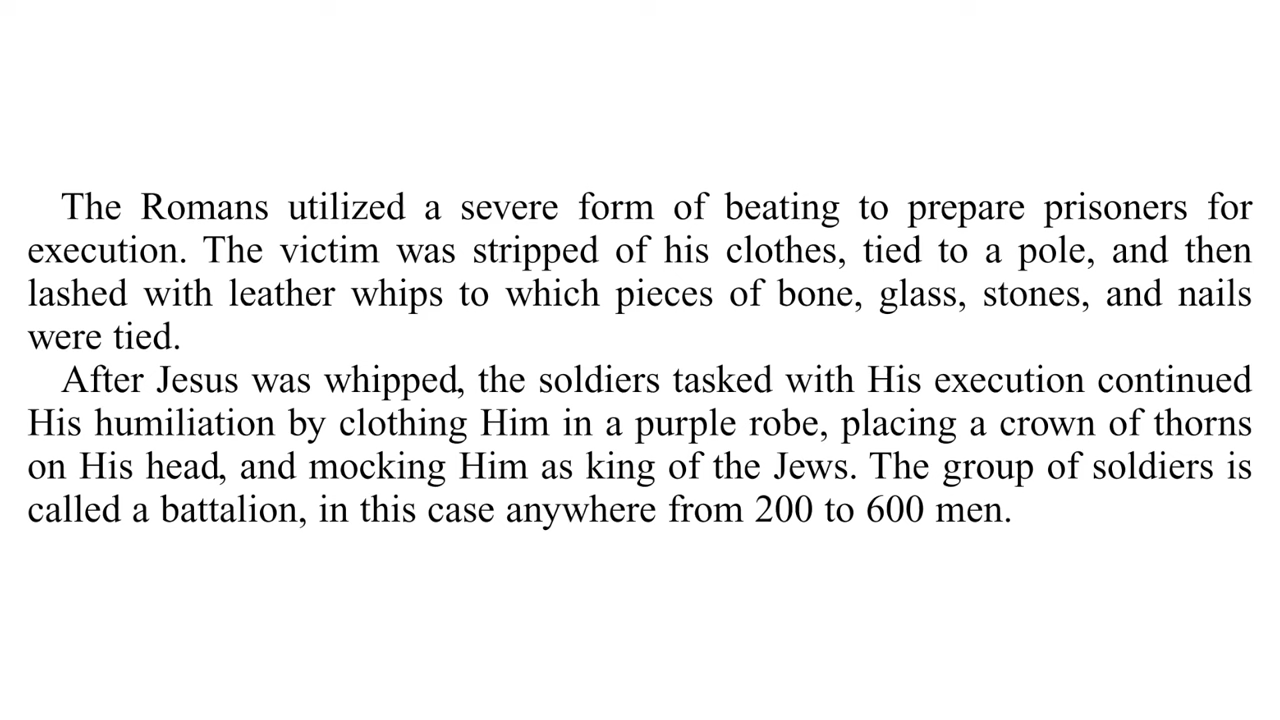 The Romans utilized a severe form of beating to prepare prisoners for
execution. The victim was stripped of his clothes, tied to a pole, and then
lashed with leather whips to which pieces of bone, glass, stones, and nails
were tied.
After Jesus was whipped, the soldiers tasked with His execution continued
His humiliation by clothing Him in a purple robe, placing a crown of thorns
on His head, and mocking Him as king of the Jews. The group of soldiers is
called a battalion, in this case anywhere from 200 to 600 men.